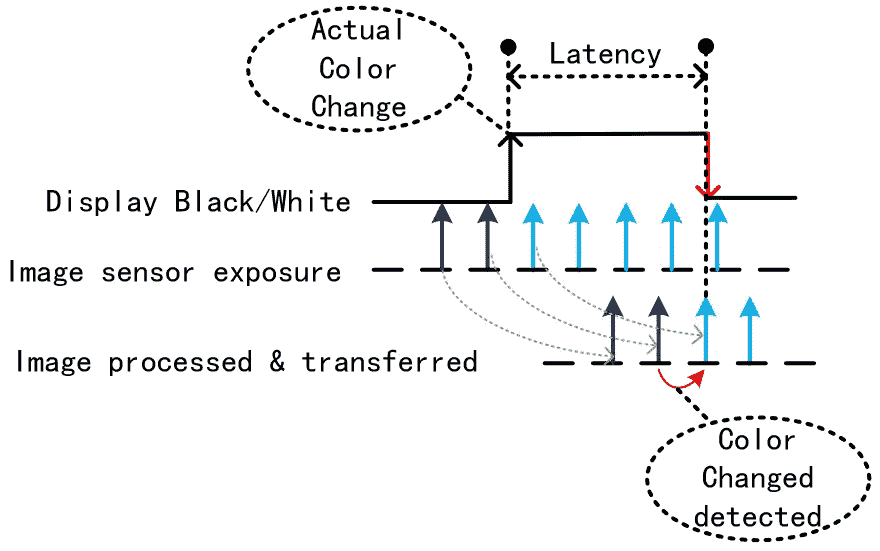 Actual
Color
Change
Latency
Display Black/White
Image sensor exposure
Image processed & transferred
Color
Changed
detected